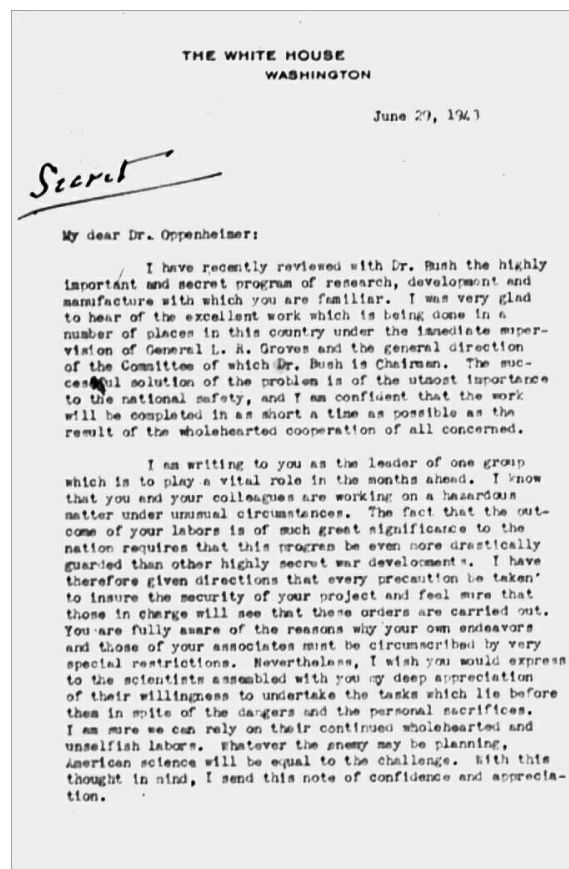 THE WHITE HOUSE
WASHINGTON
June 29, 1943
Secret
My dear Dr. Oppenheimer:
I have recently reviewed with Dr. Bush the highly
important and secret program of research, development and
manufacture with which you are familiar. I was very glad
to hear of the excellent work which is being done in a
number of places in this country under the immediate super-
vision of General L. R. Groves and the general direction
of the Committee of which Dr. Bush is Chairman. The suc-
cessful solution of the problem is of the utmost importance
to the national safety, and I am confident that the work
will be completed in as short a time as possible as the
result of the wholehearted cooperation of all concerned.
I am writing to you as the leader of one group
which is to play a vital role in the months ahead. I know
that you and your colleagues are working on a hazardous
matter under unusual circumstances. The fact that the out-
come of your labors is of such great significance to the
nation requires that this program be even more drastically
guarded than other highly secret war developments. I have
therefore given directions that every precaution be taken
to insure the security of your project and feel sure that
those in charge will see that these orders are carried out.
You are fully aware of the reasons why your own endeavors
and those of your associates must be circumscribed by very
special restrictions. Nevertheless, I wish you would express
to the scientists assembled with you my deep appreciation
of their willingness to undertake the tasks which lie before
them in spite of the dangers and the personal sacrifices.
I am sure we can rely on their continued wholehearted and
unselfish labors. Whatever the enemy may be planning,
American science will be equal to the challenge. With this
thought in mind, I send this note of confidence and apprecia-
tion.